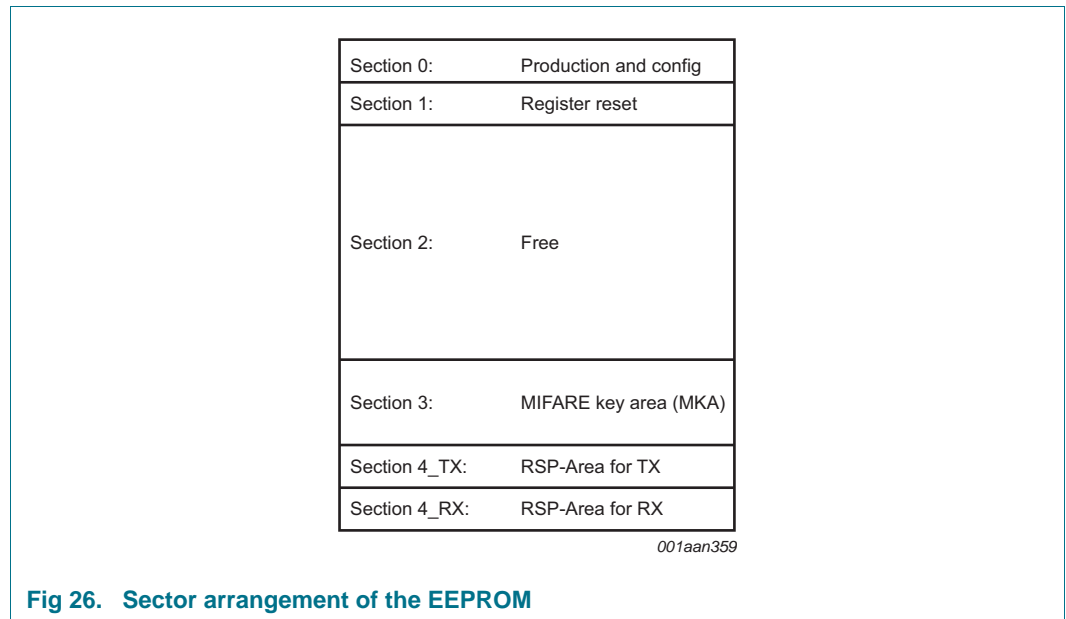 Section 0: Production and config
Section 1: Register reset
Section 2: Free
Section 3: MIFARE key area (MKA)
Section 4_TX: RSP-Area for TX
Section 4_RX: RSP-Area for RX
001aan359
Fig 26. Sector arrangement of the EEPROM